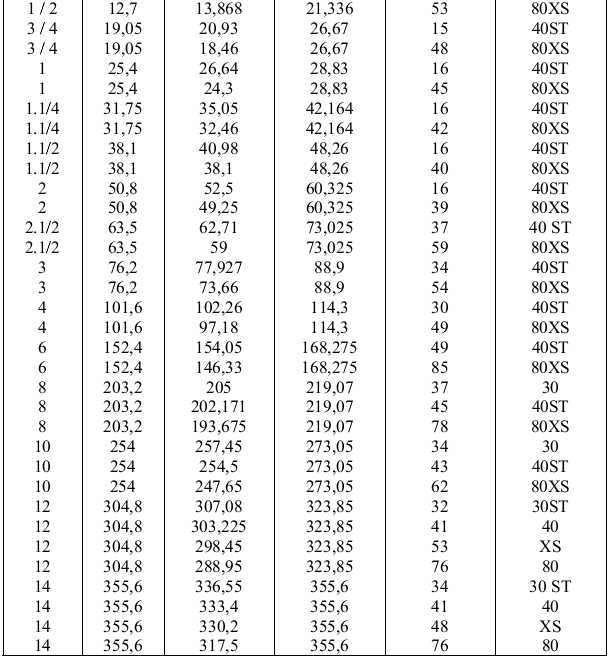 1 / 2 12,7 13,868 21,336 53 80XS
3 / 4 19,05 20,93 26,67 15 40ST
3 / 4 19,05 18,46 26,67 48 80XS
1 25,4 26,64 28,83 16 40ST
1 25,4 24,3 28,83 45 80XS
1.1/4 31,75 35,05 42,164 16 40ST
1.1/4 31,75 32,46 42,164 42 80XS
1.1/2 38,1 40,98 48,26 16 40ST
1.1/2 38,1 38,1 48,26 40 80XS
2 50,8 52,5 60,325 16 40ST
2 50,8 49,25 60,325 39 80XS
2.1/2 63,5 62,71 73,025 37 40 ST
2.1/2 63,5 59 73,025 59 80XS
3 76,2 77,927 88,9 34 40ST
3 76,2 73,66 88,9 54 80XS
4 101,6 102,26 114,3 30 40ST
4 101,6 97,18 114,3 49 80XS
6 152,4 154,05 168,275 49 40ST
6 152,4 146,33 168,275 85 80XS
8 203,2 205 219,07 37 30
8 203,2 202,171 219,07 45 40ST
8 203,2 193,675 219,07 78 80XS
10 254 257,45 273,05 34 30
10 254 254,5 273,05 43 40ST
10 254 247,65 273,05 62 80XS
12 304,8 307,08 323,85 32 30ST
12 304,8 303,225 323,85 41 40
12 304,8 298,45 323,85 53 XS
12 304,8 288,95 323,85 76 80
14 355,6 336,55 355,6 34 30 ST
14 355,6 333,4 355,6 41 40
14 355,6 330,2 355,6 48 XS
14 355,6 317,5 355,6 76 80